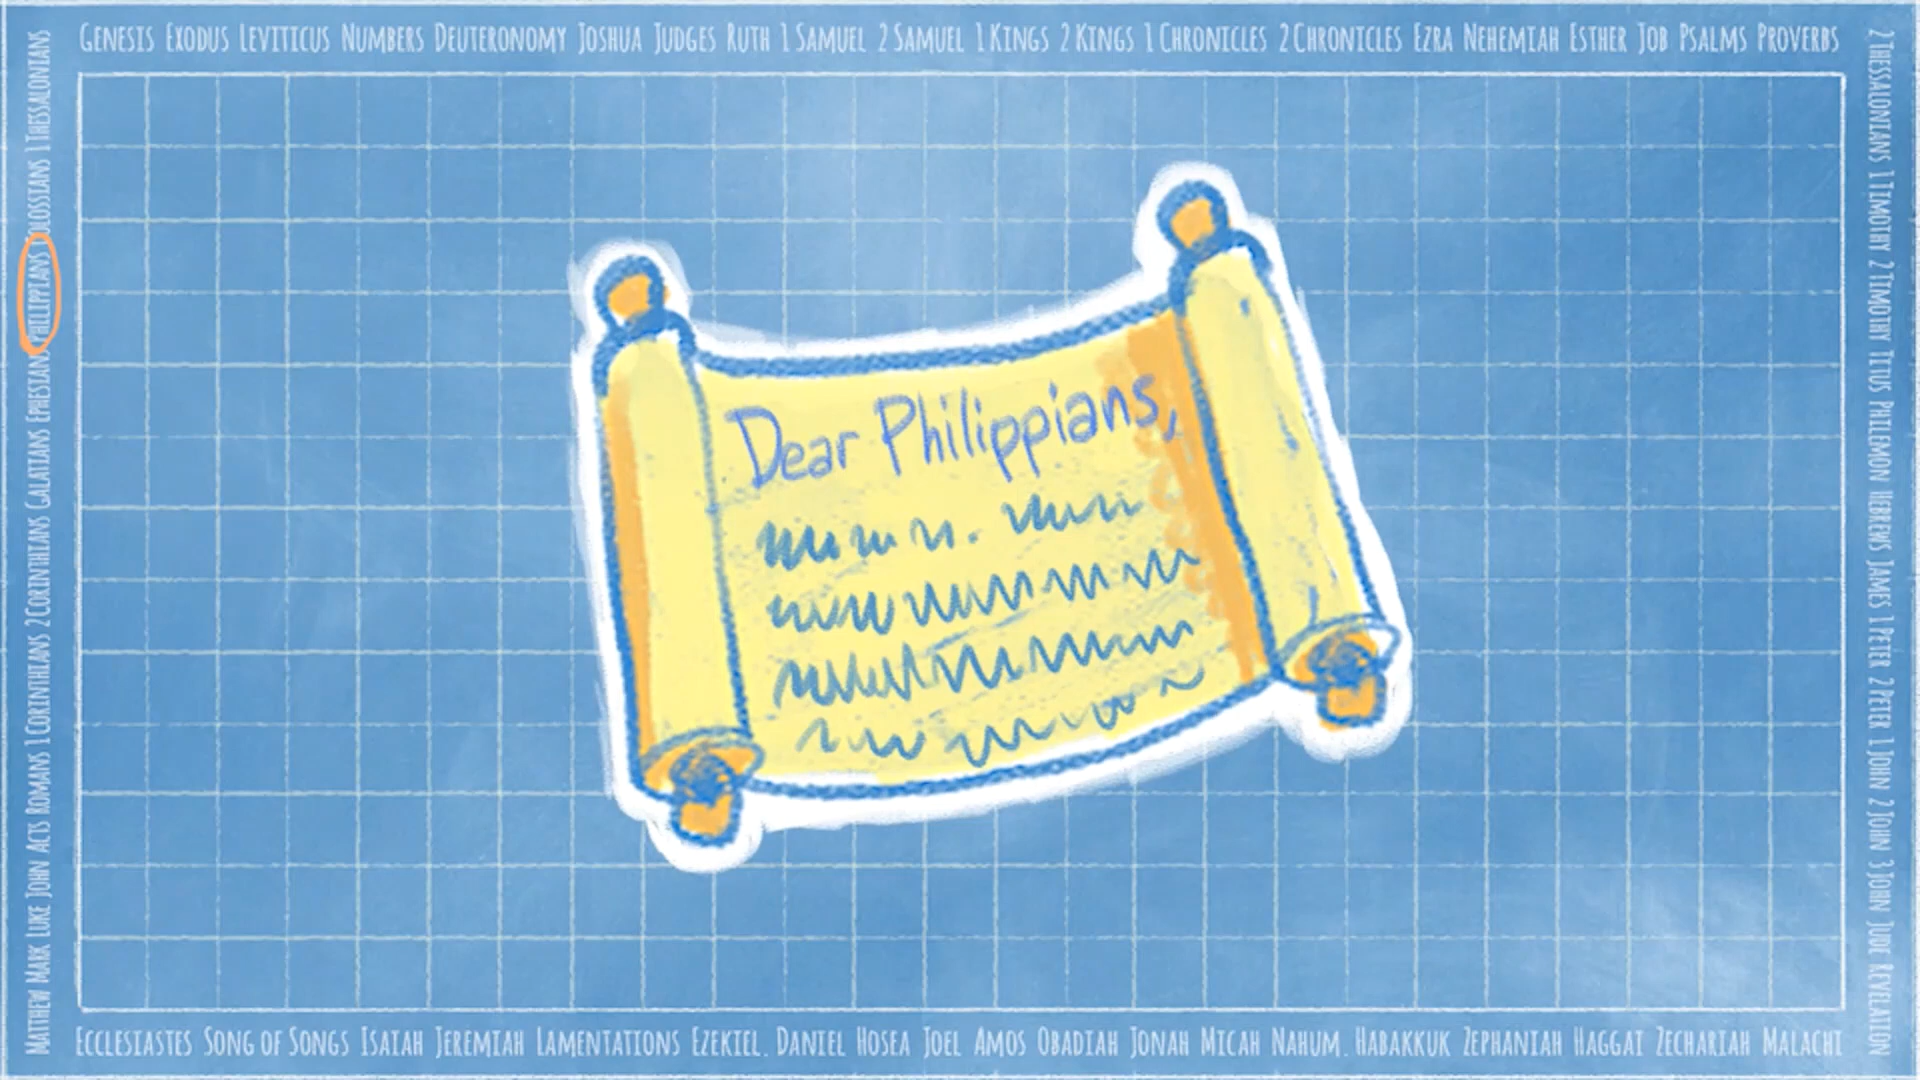 Genesis Exodus Leviticus Numbers Deuteronomy Joshua Judges Ruth 1 Samuel 2 Samuel 1 Kings 2 Kings 1 Chronicles 2 Chronicles Ezra Nehemiah Esther Job Psalms Proverbs
Ecclesiastes Song of Songs Isaiah Jeremiah Lamentations Ezekiel. Daniel Hosea Joel Amos Obadiah Jonah Micah Nahum. Habakkuk Zephaniah Haggai Zechariah Malachi
Matthew Mark Luke John Acts Romans 1 Corinthians 2 Corinthians Galatians Ephesians Philippians Colossians 1 Thessalonians
2 Thessalonians 1 Timothy 2 Timothy Titus Philemon Hebrews James 1 Peter 2 Peter 1 John 2 John 3 John Jude Revelation
Dear Philippians,